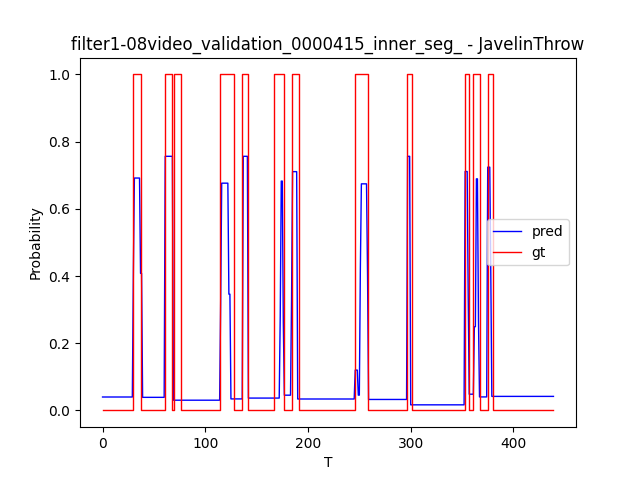 filter1-08video_validation_0000415_inner_seg_ - JavelinThrow
1.0
0.8
0.6
0.4
0.2
0.0
Probability
pred
gt
0
100
200
300
400
T